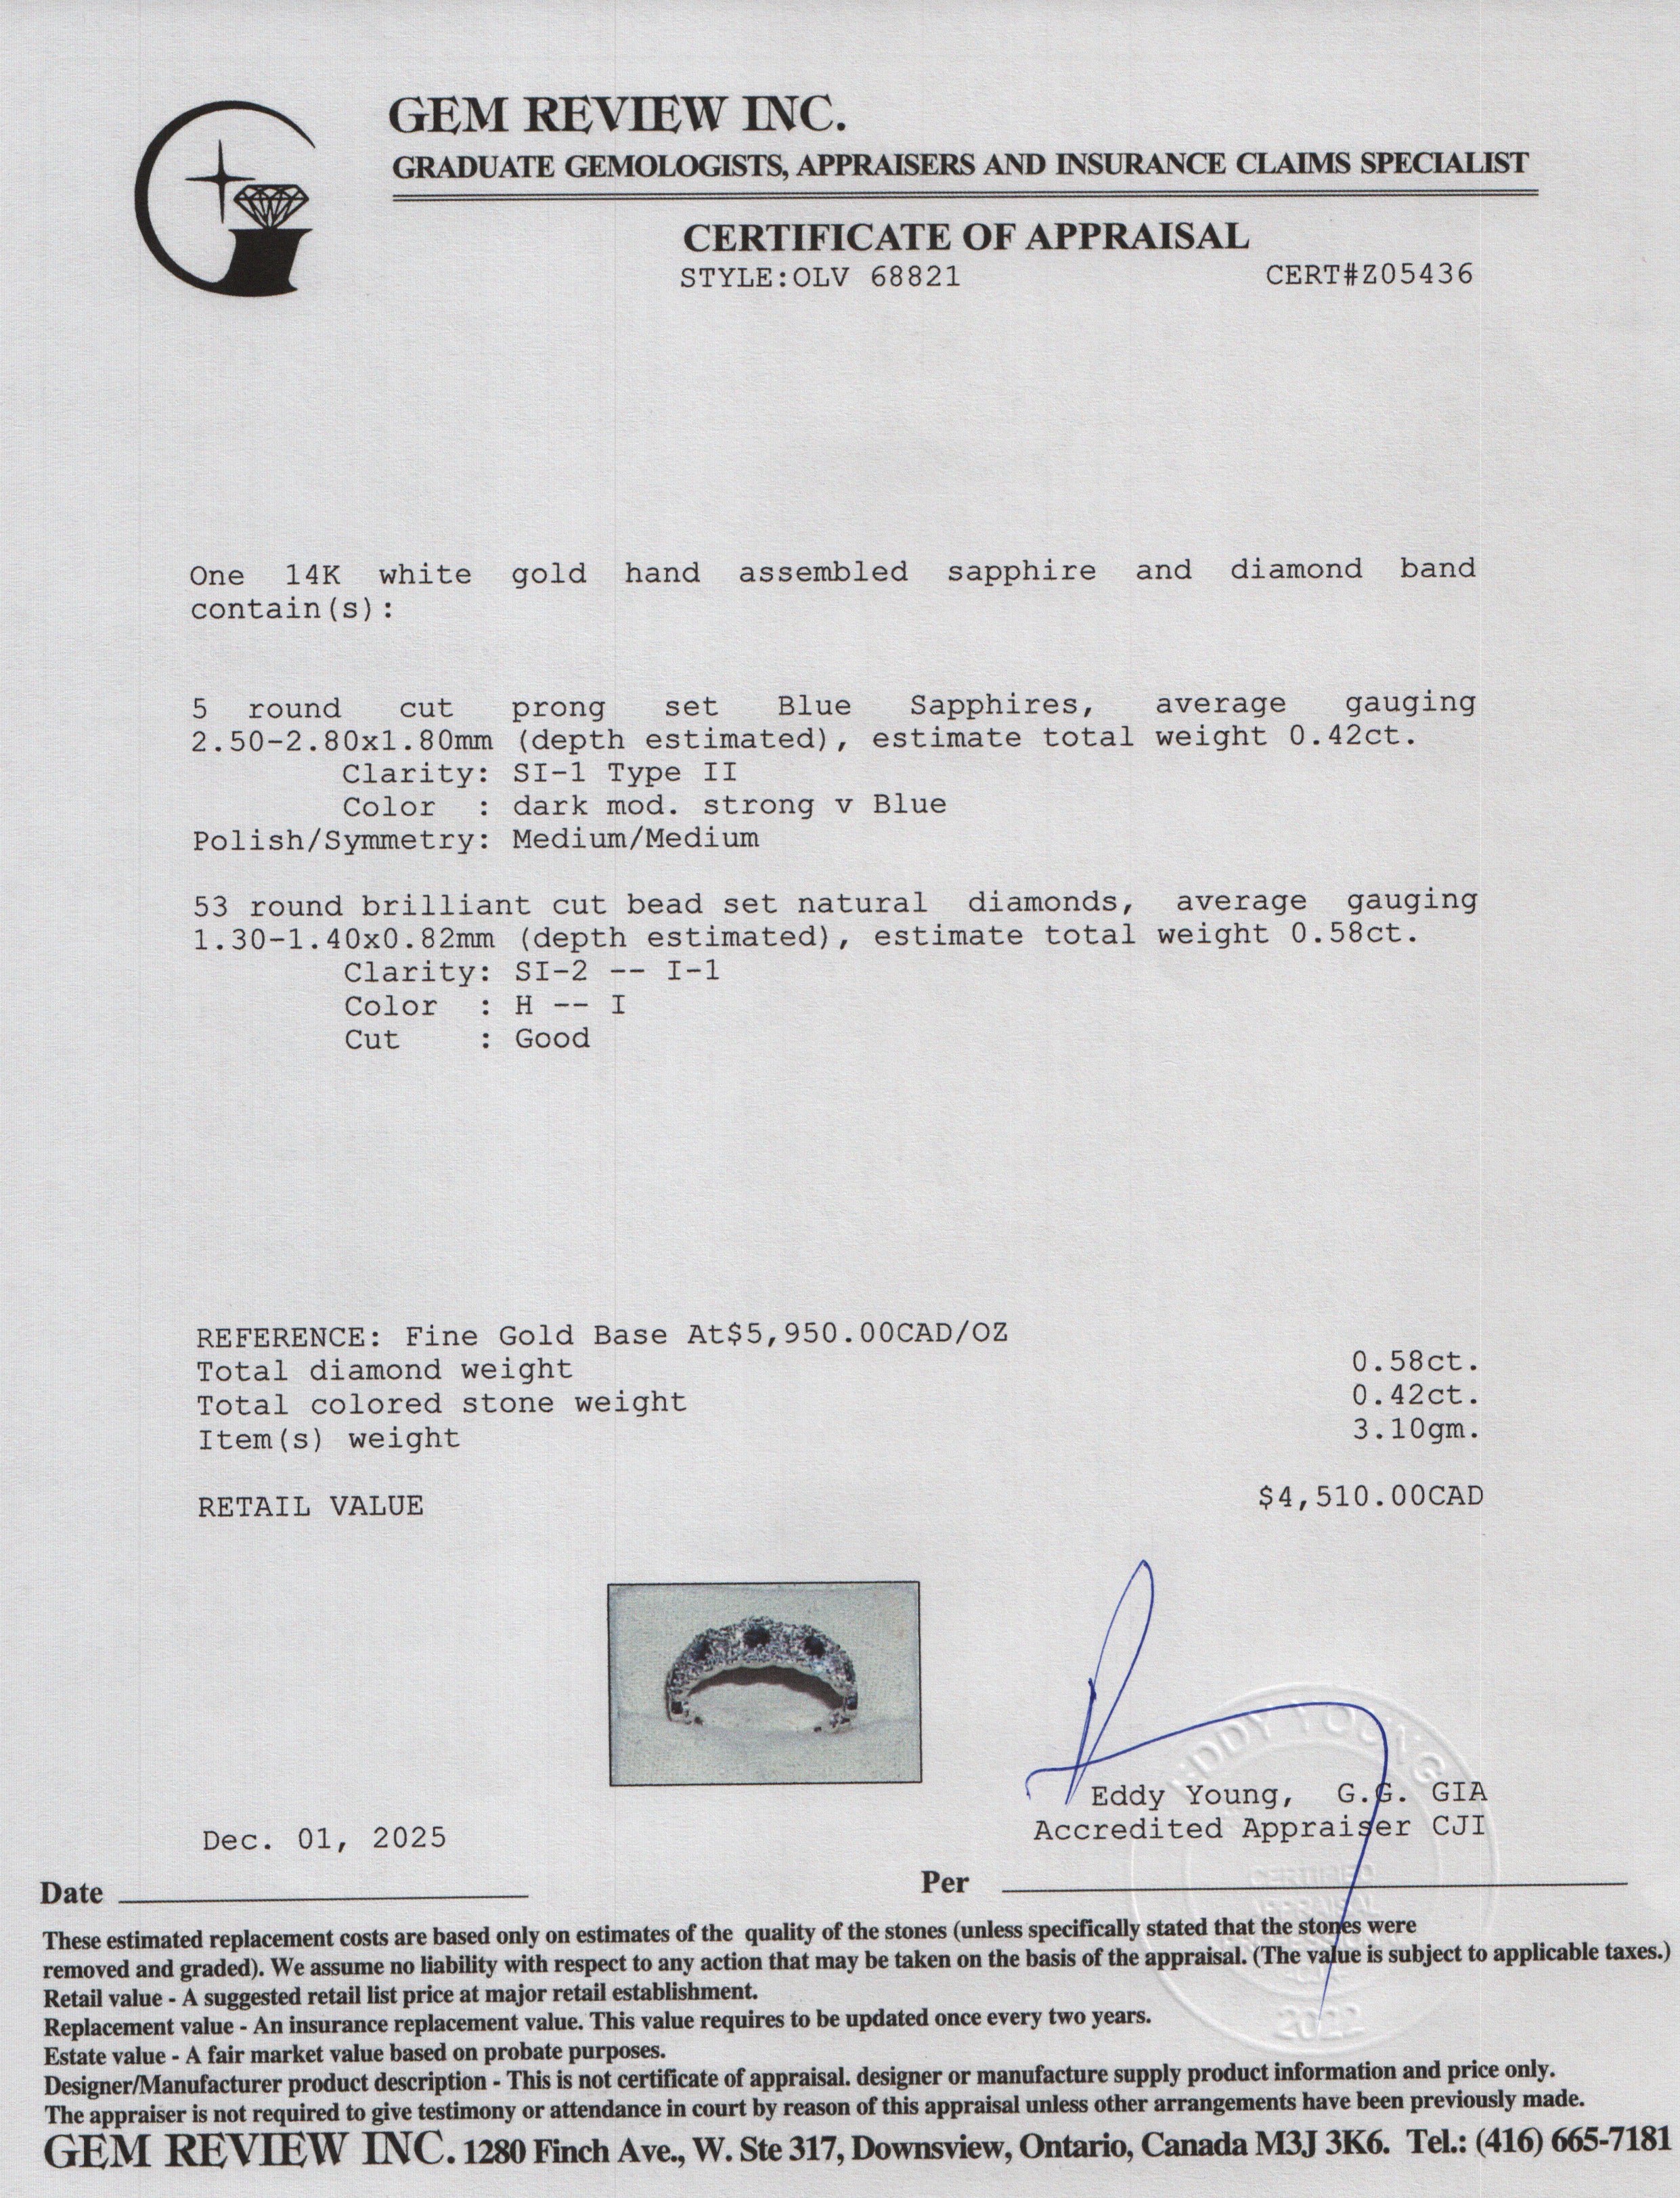 GEM REVIEW INC.
GRADUATE GEMOLOGISTS, APPRAISERS AND INSURANCE CLAIMS SPECIALIST
CERTIFICATE OF APPRAISAL
STYLE:OLV 68821 CERT#Z05436
One 14K white gold hand assembled sapphire and diamond band
contain(s):
5 round cut prong set Blue Sapphires, average gauging
2.50-2.80x1.80mm (depth estimated), estimate total weight 0.42ct.
Clarity: SI-1 Type II
Color : dark mod. strong v Blue
Polish/Symmetry: Medium/Medium
53 round brilliant cut bead set natural diamonds, average gauging
1.30-1.40x0.82mm (depth estimated), estimate total weight 0.58ct.
Clarity: SI-2 -- I-1
Color : H -- I
Cut : Good
REFERENCE: Fine Gold Base At$5,950.00CAD/OZ
Total diamond weight 0.58ct.
Total colored stone weight 0.42ct.
Item(s) weight 3.10gm.
RETAIL VALUE $4,510.00CAD
EDDY YOUNG
Eddy Young, G.G. GIA
Accredited Appraiser CJI
Dec. 01, 2025
CERTIFIED
APPRAISAL
Date Per
These estimated replacement costs are based only on estimates of the quality of the stones (unless specifically stated that the stones were
removed and graded). We assume no liability with respect to any action that may be taken on the basis of the appraisal. (The value is subject to applicable taxes.)
Retail value - A suggested retail list price at major retail establishment.
Replacement value - An insurance replacement value. This value requires to be updated once every two years.
2022
Estate value - A fair market value based on probate purposes.
Designer/Manufacturer product description - This is not certificate of appraisal. designer or manufacture supply product information and price only.
The appraiser is not required to give testimony or attendance in court by reason of this appraisal unless other arrangements have been previously made.
GEM REVIEW INC. 1280 Finch Ave., W. Ste 317, Downsview, Ontario, Canada M3J 3K6. Tel.: (416) 665-7181